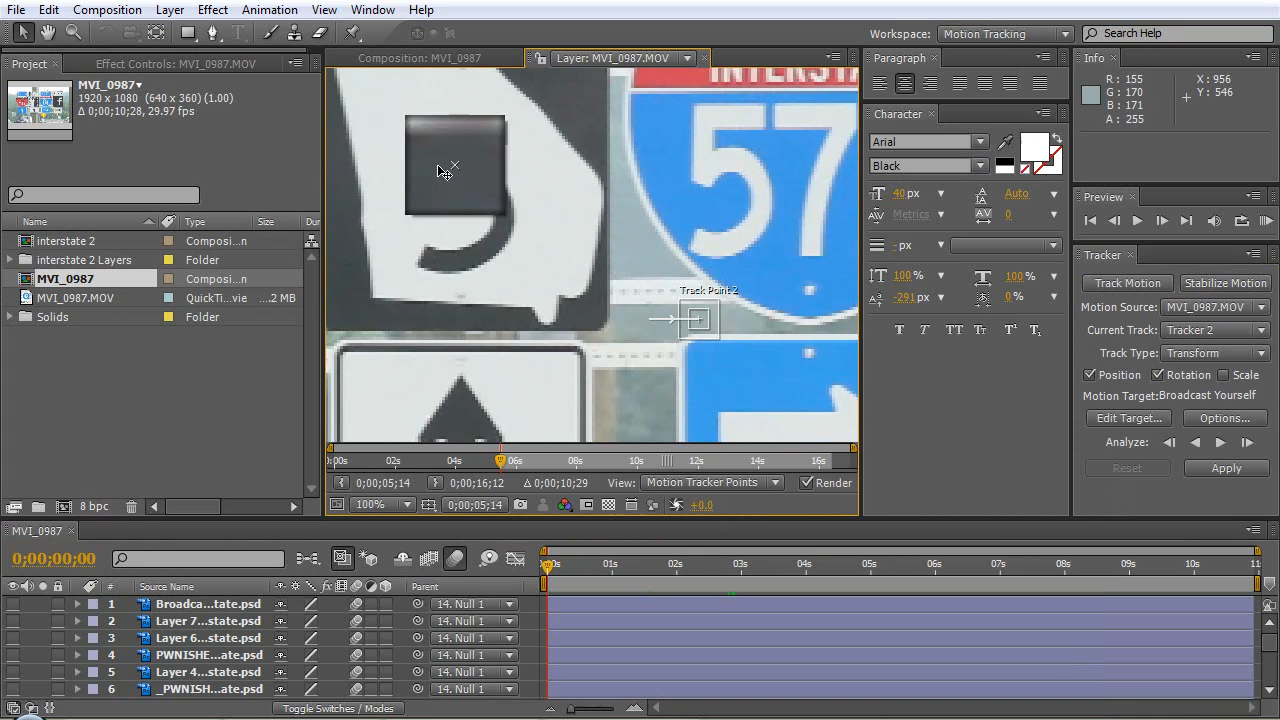 File Edit Composition Layer Effect Animation View Window Help
Workspace: Motion Tracking Search Help
Project Effect Controls: MVI_0987.MOV
MVI_0987
1920 x 1080 (640 x 360) (1.00)
Δ 0;00;10;28, 29.97 fps
Name Type Size Dur
interstate 2 Composi...n
interstate 2 Layers Folder
MVI_0987 Composi...n
MVI_0987.MOV QuickTi...vie ...2 MB
Solids Folder
8 bpc
Composition: MVI_0987 Layer: MVI_0987.MOV
57
Track Point 2
02s 04s 06s 08s 10s 12s 14s 16s
0;00;05;14 0;00;16;12 Δ 0;00;10;29 View: Motion Tracker Points Render
100% 0;00;05;14 +0.0
Paragraph
Character
Arial
Black
40 px Auto
Metrics 0
- px
100 % 100 %
-291 px 0 %
T T TT Tt T¹ T₁
Info
R : 155 X : 956
G : 170 Y : 546
B : 171
A : 255
Preview
Tracker
Track Motion Stabilize Motion
Motion Source: MVI_0987.MOV
Current Track: Tracker 2
Track Type: Transform
Position Rotation Scale
Motion Target: Broadcast Yourself
Edit Target... Options...
Analyze:
Reset Apply
MVI_0987
0;00;00;00
00s 01s 02s 03s 04s 05s 06s 07s 08s 09s 10s 11
# Source Name Parent
1 Broadca...tate.psd 14. Null 1
2 Layer 7...state.psd 14. Null 1
3 Layer 6...state.psd 14. Null 1
4 PWNISHE...ate.psd 14. Null 1
5 Layer 4...state.psd 14. Null 1
6 _PWNISH...ate.psd 14. Null 1
Toggle Switches / Modes